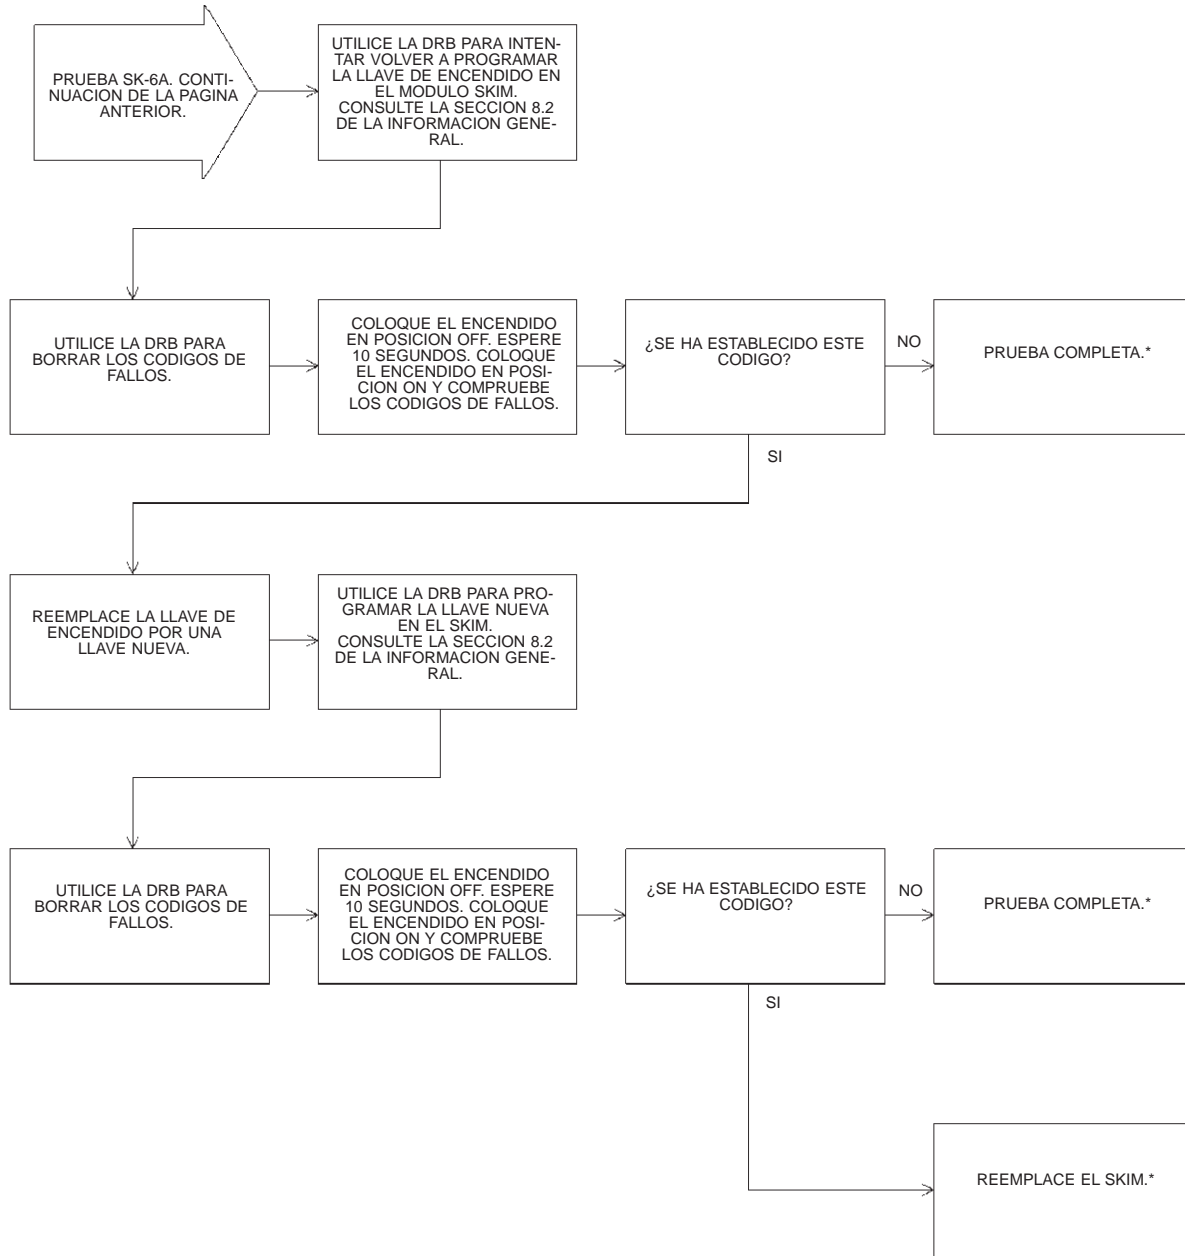 PRUEBA SK-6A. CONTI-
NUACION DE LA PAGINA
ANTERIOR.
UTILICE LA DRB PARA INTEN-
TAR VOLVER A PROGRAMAR
LA LLAVE DE ENCENDIDO EN
EL MODULO SKIM.
CONSULTE LA SECCION 8.2
DE LA INFORMACION GENE-
RAL.
UTILICE LA DRB PARA
BORRAR LOS CODIGOS DE
FALLOS.
COLOQUE EL ENCENDIDO
EN POSICION OFF. ESPERE
10 SEGUNDOS. COLOQUE
EL ENCENDIDO EN POSI-
CION ON Y COMPRUEBE
LOS CODIGOS DE FALLOS.
¿SE HA ESTABLECIDO ESTE
CODIGO?
NO
PRUEBA COMPLETA.*
SI
REEMPLACE LA LLAVE DE
ENCENDIDO POR UNA
LLAVE NUEVA.
UTILICE LA DRB PARA PRO-
GRAMAR LA LLAVE NUEVA
EN EL SKIM.
CONSULTE LA SECCION 8.2
DE LA INFORMACION GENE-
RAL.
UTILICE LA DRB PARA
BORRAR LOS CODIGOS DE
FALLOS.
COLOQUE EL ENCENDIDO
EN POSICION OFF. ESPERE
10 SEGUNDOS. COLOQUE
EL ENCENDIDO EN POSI-
CION ON Y COMPRUEBE
LOS CODIGOS DE FALLOS.
¿SE HA ESTABLECIDO ESTE
CODIGO?
NO
PRUEBA COMPLETA.*
SI
REEMPLACE EL SKIM.*